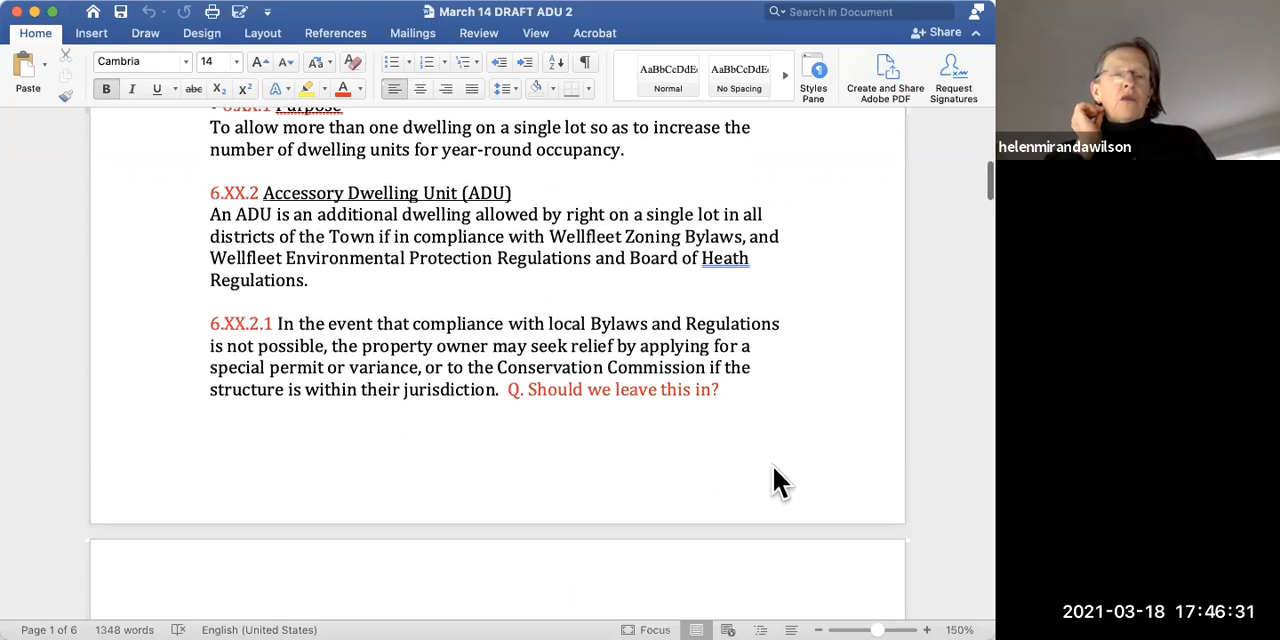 March 14 DRAFT ADU 2
Search in Document
Home Insert Draw Design Layout References Mailings Review View Acrobat
Share
Paste
Cambria 14
AaBbCcDdE AaBbCcDdE
Normal No Spacing
Styles Pane
Create and Share Adobe PDF
Request Signatures
6.XX.1 Purpose
To allow more than one dwelling on a single lot so as to increase the
number of dwelling units for year-round occupancy.
6.XX.2 Accessory Dwelling Unit (ADU)
An ADU is an additional dwelling allowed by right on a single lot in all
districts of the Town if in compliance with Wellfleet Zoning Bylaws, and
Wellfleet Environmental Protection Regulations and Board of Heath
Regulations.
6.XX.2.1 In the event that compliance with local Bylaws and Regulations
is not possible, the property owner may seek relief by applying for a
special permit or variance, or to the Conservation Commission if the
structure is within their jurisdiction. Q. Should we leave this in?
Page 1 of 6 1348 words English (United States) Focus 150%
helenmirandawilson
2021-03-18 17:46:31